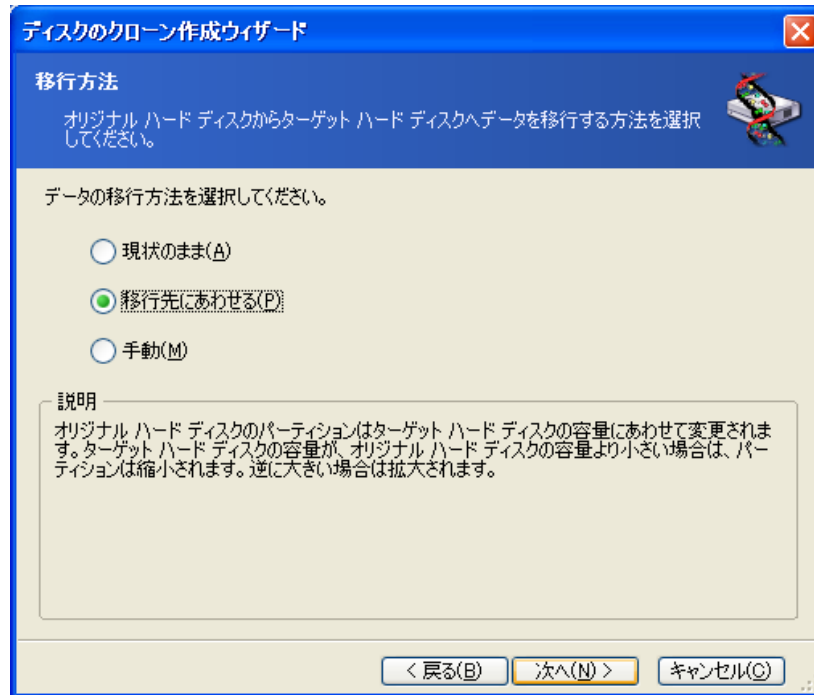 ディスクのクローン作成ウィザード
移行方法
オリジナル ハード ディスクからターゲット ハード ディスクへデータを移行する方法を選択
してください。
データの移行方法を選択してください。
現状のまま(A)
移行先にあわせる(P)
手動(M)
説明
オリジナル ハード ディスクのパーティションはターゲット ハード ディスクの容量にあわせて変更されま
す。ターゲット ハード ディスクの容量が、オリジナル ハード ディスクの容量より小さい場合は、パー
ティションは縮小されます。逆に大きい場合は拡大されます。
< 戻る(B) 次へ(N) > キャンセル(C)